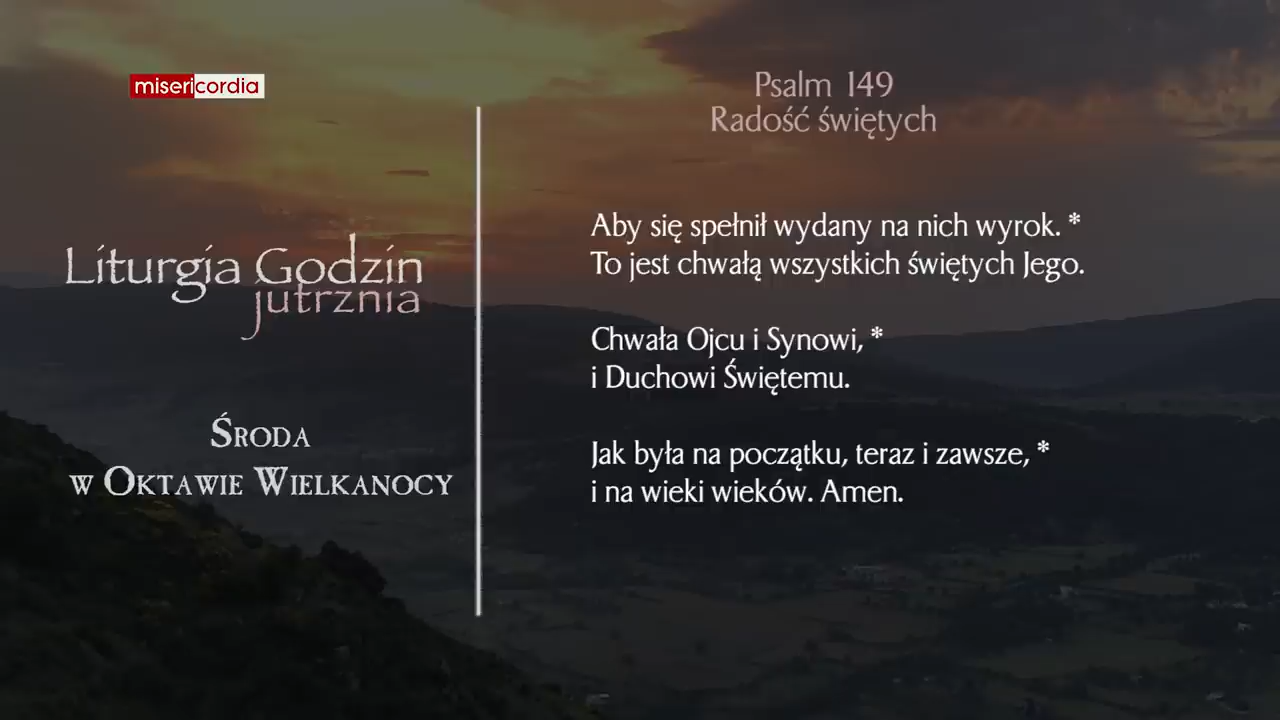 misericordia
Liturgia Godzin
jutrznia
Środa
w Oktawie Wielkanocy
Psalm 149
Radość świętych
Aby się spełnił wydany na nich wyrok. *
To jest chwałą wszystkich świętych Jego.
Chwała Ojcu i Synowi, *
i Duchowi Świętemu.
Jak była na początku, teraz i zawsze, *
i na wieki wieków. Amen.